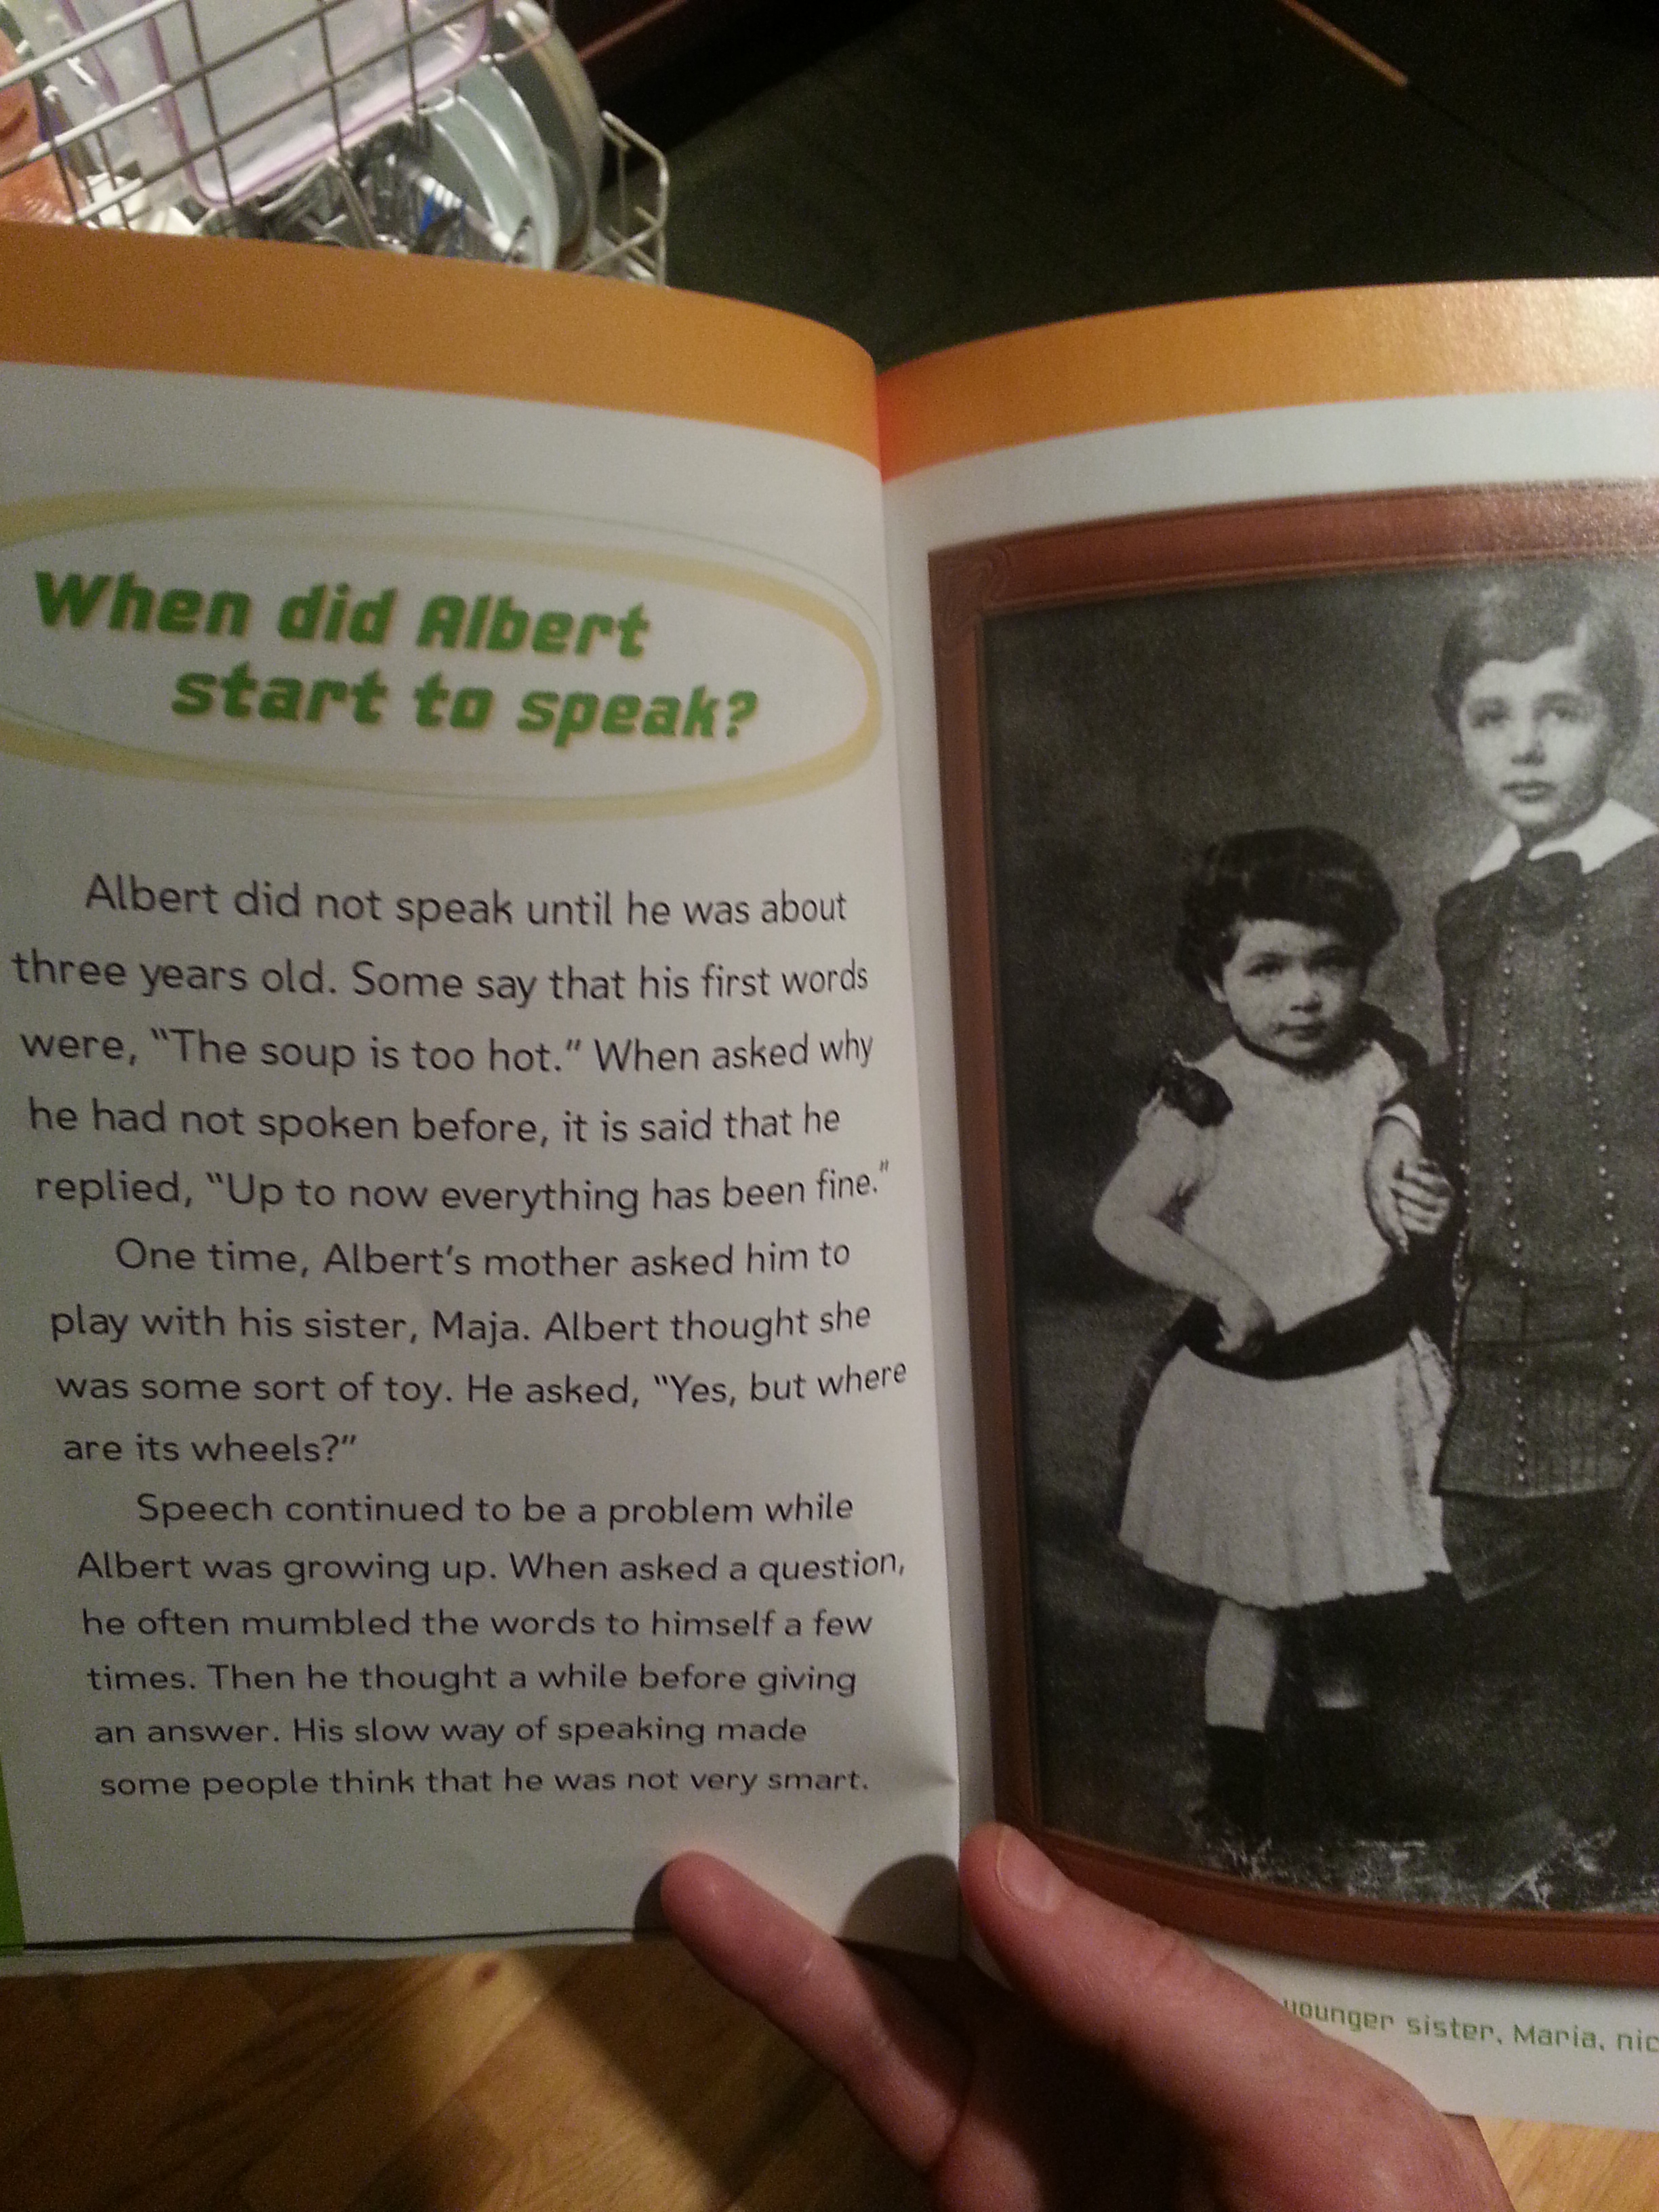 When did Albert
start to speak?
Albert did not speak until he was about
three years old. Some say that his first words
were, “The soup is too hot.” When asked why
he had not spoken before, it is said that he
replied, “Up to now everything has been fine.”
One time, Albert’s mother asked him to
play with his sister, Maja. Albert thought she
was some sort of toy. He asked, “Yes, but where
are its wheels?”
Speech continued to be a problem while
Albert was growing up. When asked a question,
he often mumbled the words to himself a few
times. Then he thought a while before giving
an answer. His slow way of speaking made
some people think that he was not very smart.
younger sister, Maria, nic